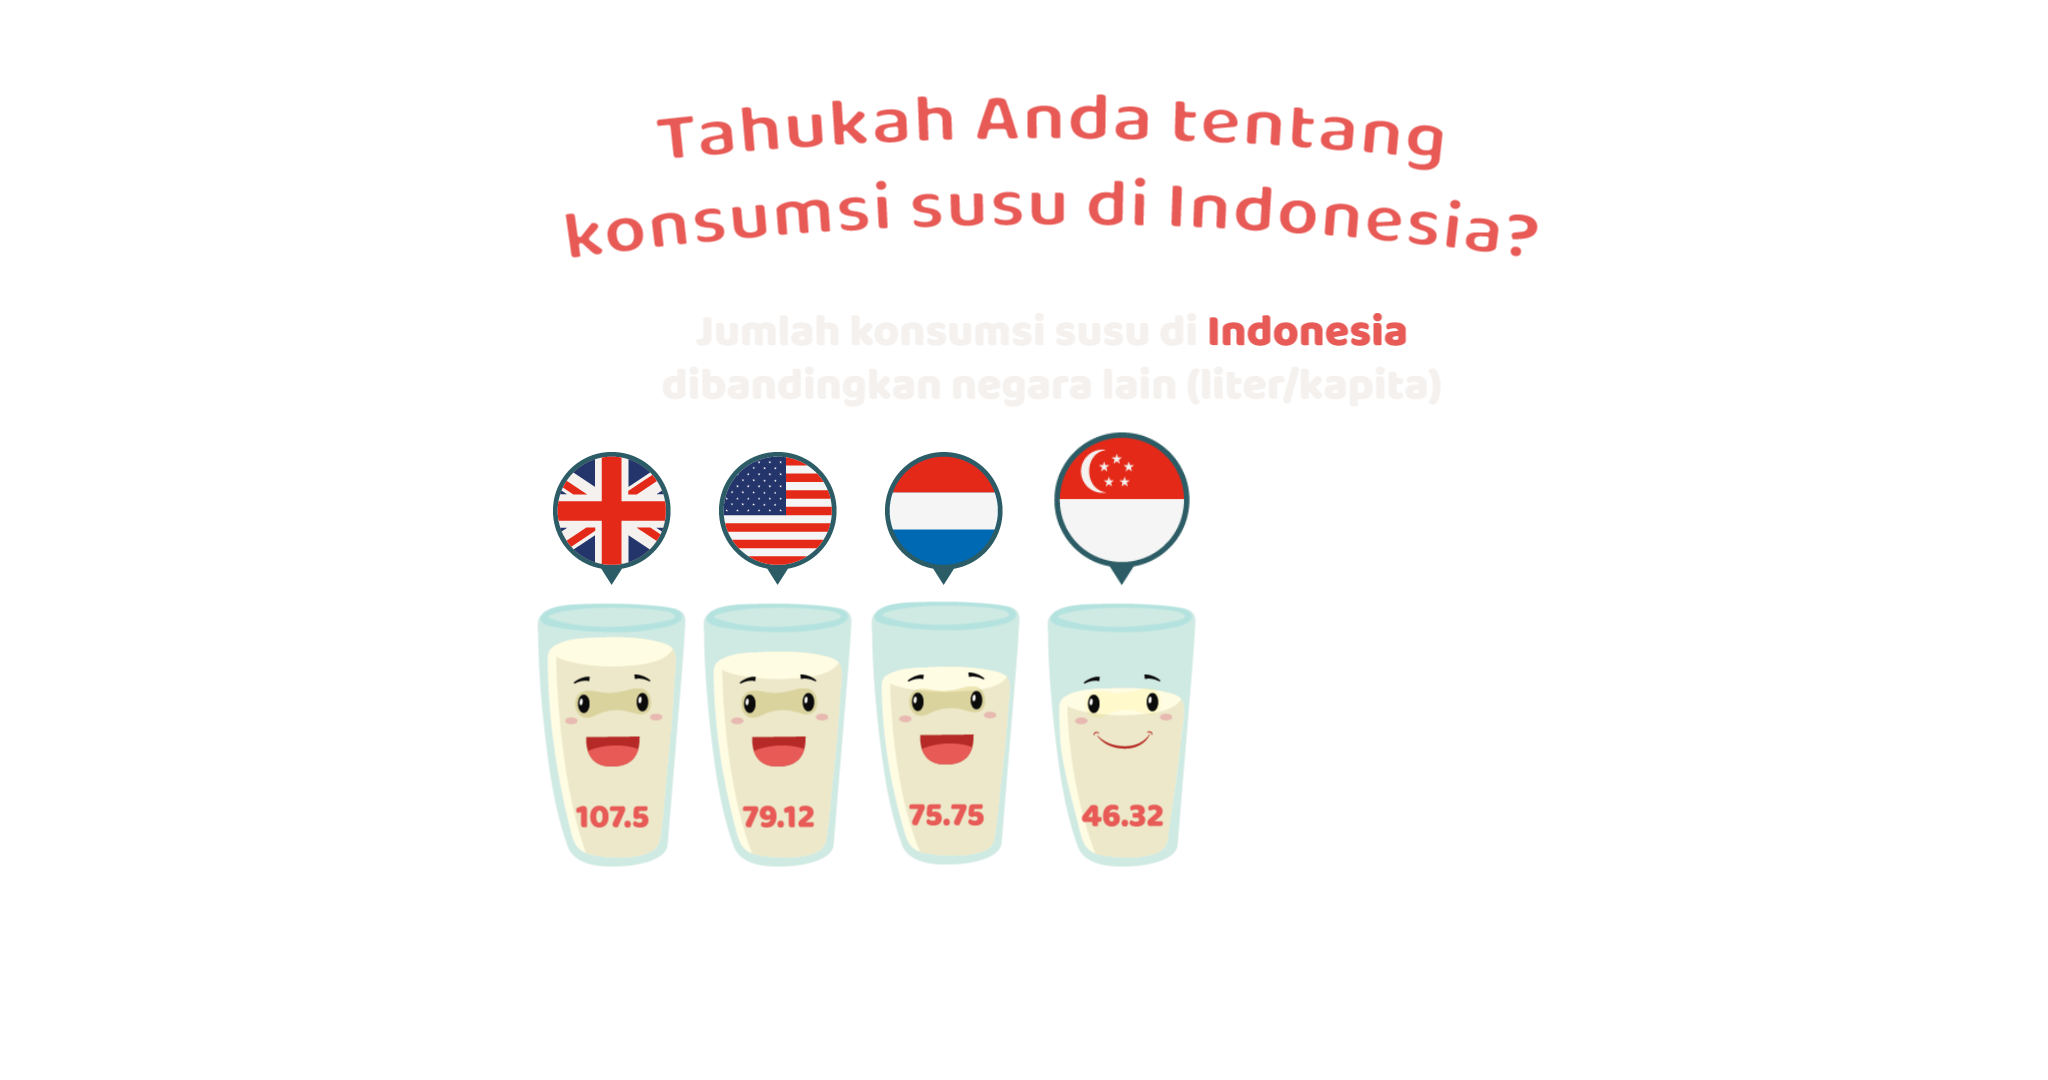 Tahukah Anda tentang
konsumsi susu di Indonesia?
Jumlah konsumsi susu di Indonesia
dibandingkan negara lain (liter/kapita)
107.5
79.12
75.75
46.32